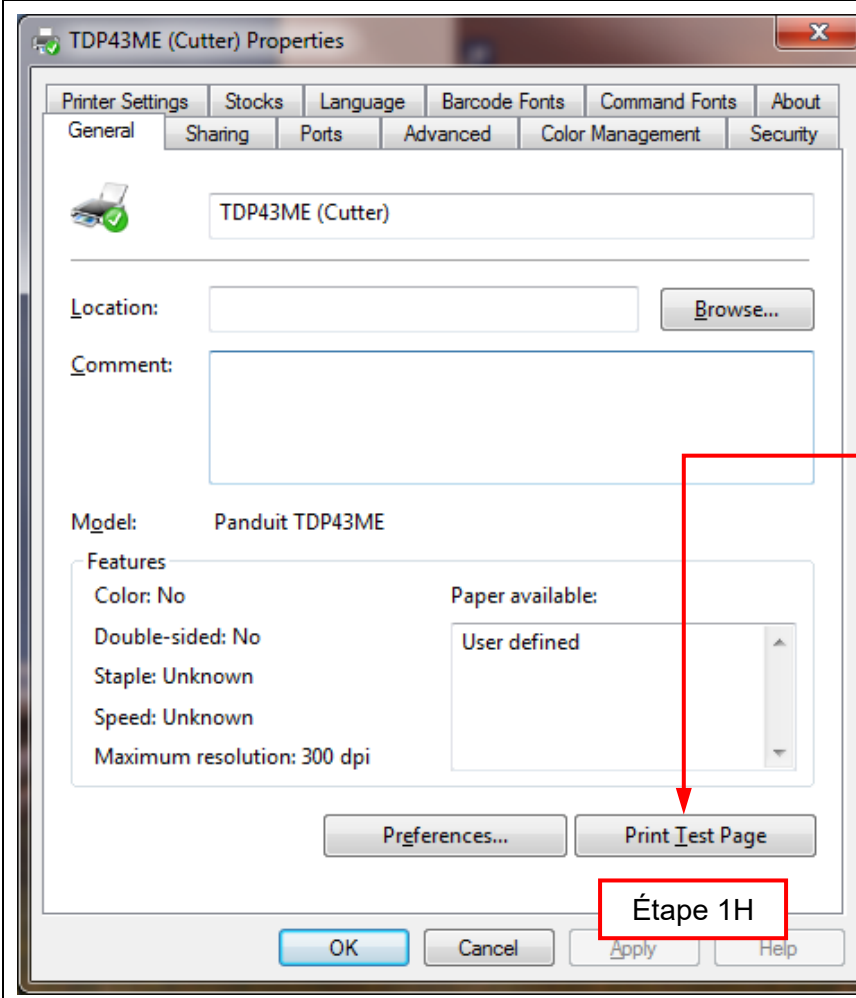 TDP43ME (Cutter) Properties
x
Printer Settings Stocks Language Barcode Fonts Command Fonts About
General Sharing Ports Advanced Color Management Security
TDP43ME (Cutter)
Location: Browse...
Comment:
Model: Panduit TDP43ME
Features
Color: No Paper available:
Double-sided: No User defined
Staple: Unknown
Speed: Unknown
Maximum resolution: 300 dpi
Preferences... Print Test Page
Étape 1H
OK Cancel Apply Help